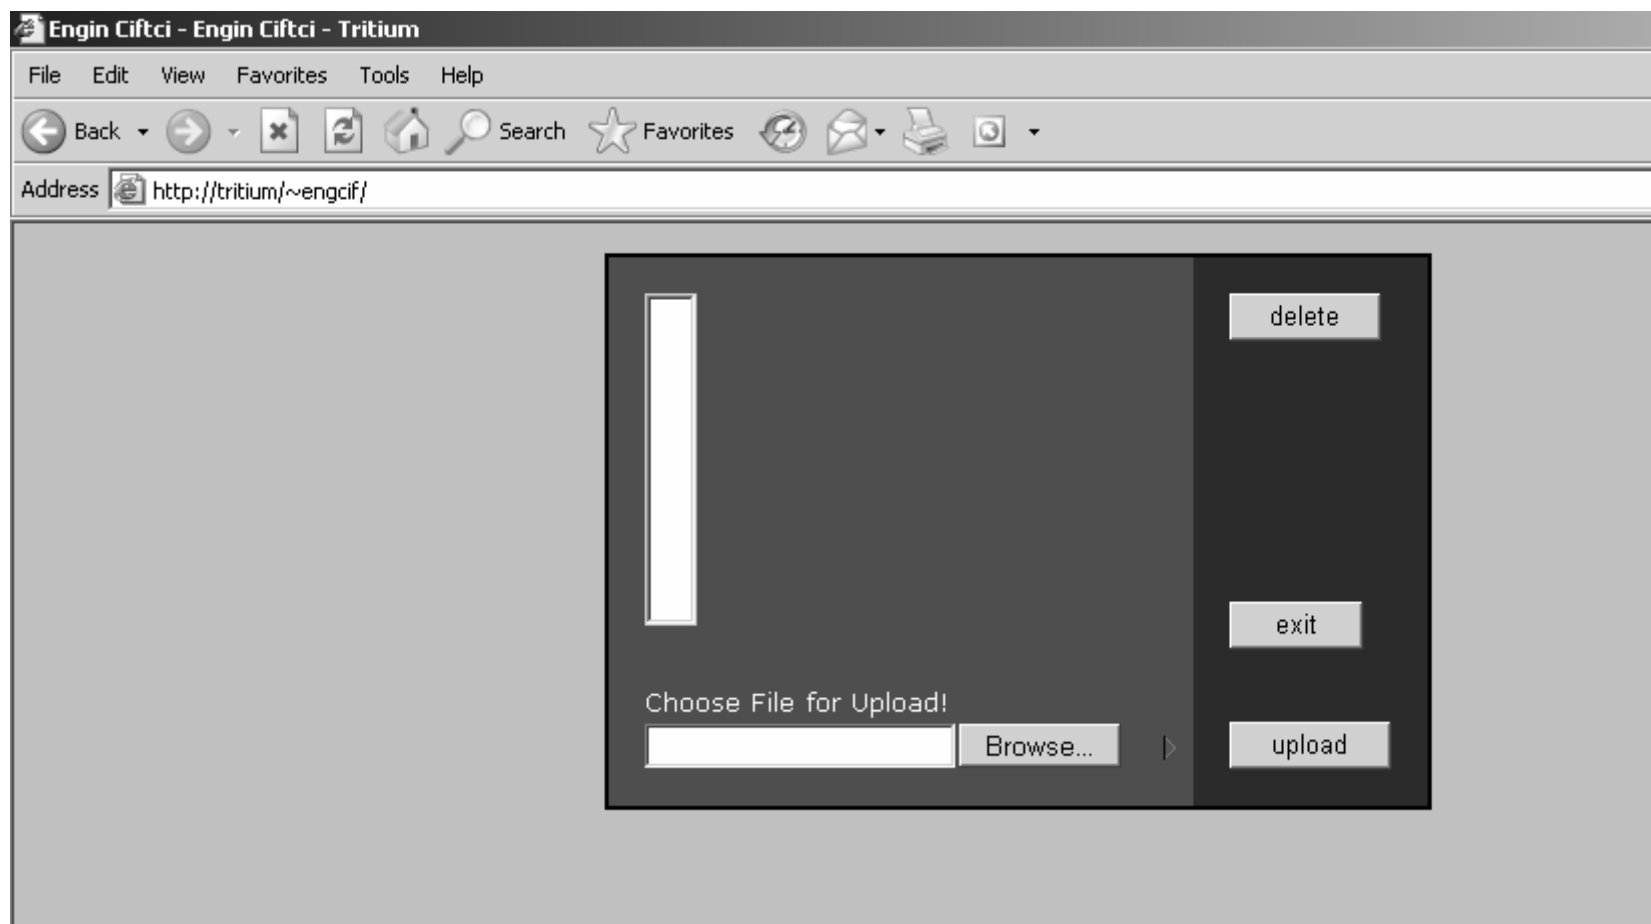 Engin Ciftci - Engin Ciftci - Tritium
File Edit View Favorites Tools Help
Back Search Favorites
Address http://tritium/~engcif/
delete
exit
Choose File for Upload!
Browse... upload